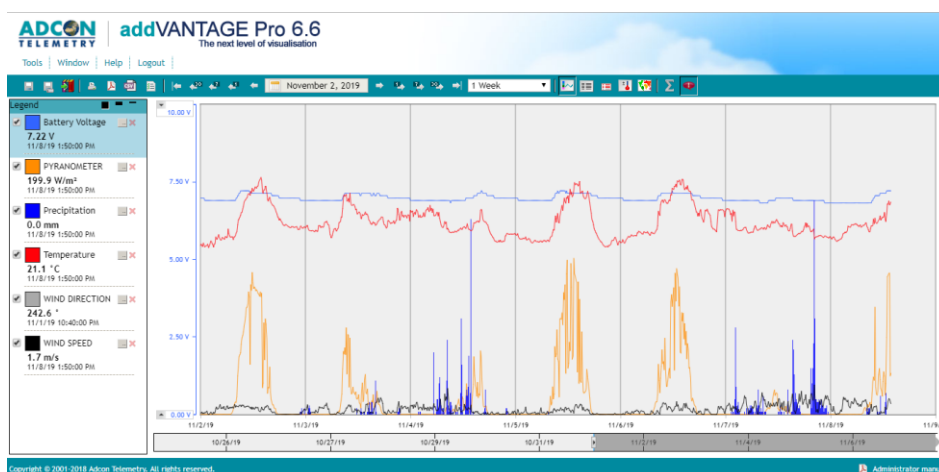 ADCON
TELEMETRY
addVANTAGE Pro 6.6
The next level of visualisation
Tools Window Help Logout
November 2, 2019
1 Week
Legend
Battery Voltage
7.22 V
11/8/19 1:50:00 PM
PYRANOMETER
199.9 W/m²
11/8/19 1:50:00 PM
Precipitation
0.0 mm
11/8/19 1:50:00 PM
Temperature
21.1 °C
11/8/19 1:50:00 PM
WIND DIRECTION
242.6 °
11/1/19 10:40:00 PM
WIND SPEED
1.7 m/s
11/8/19 1:50:00 PM
10.00 V
7.50 V
5.00 V
2.50 V
0.00 V
11/2/19 11/3/19 11/4/19 11/5/19 11/6/19 11/7/19 11/8/19 11/9
10/26/19 10/27/19 10/29/19 10/31/19 11/2/19 11/4/19 11/6/19
Copyright © 2001-2018 Adcon Telemetry. All rights reserved.
Administrator manu